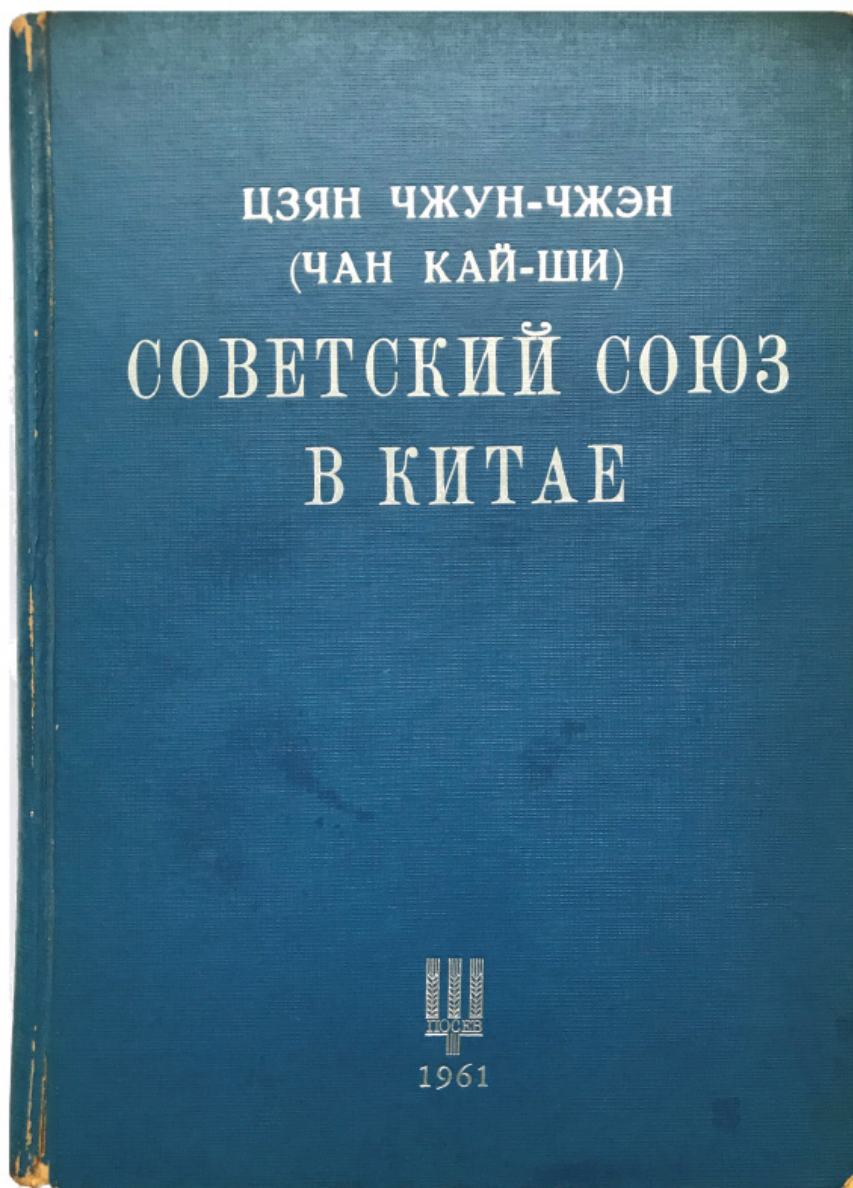 ЦЗЯН ЧЖУН-ЧЖЭН
(ЧАН КАЙ-ШИ)
СОВЕТСКИЙ СОЮЗ
В КИТАЕ
ПОСЕВ
1961